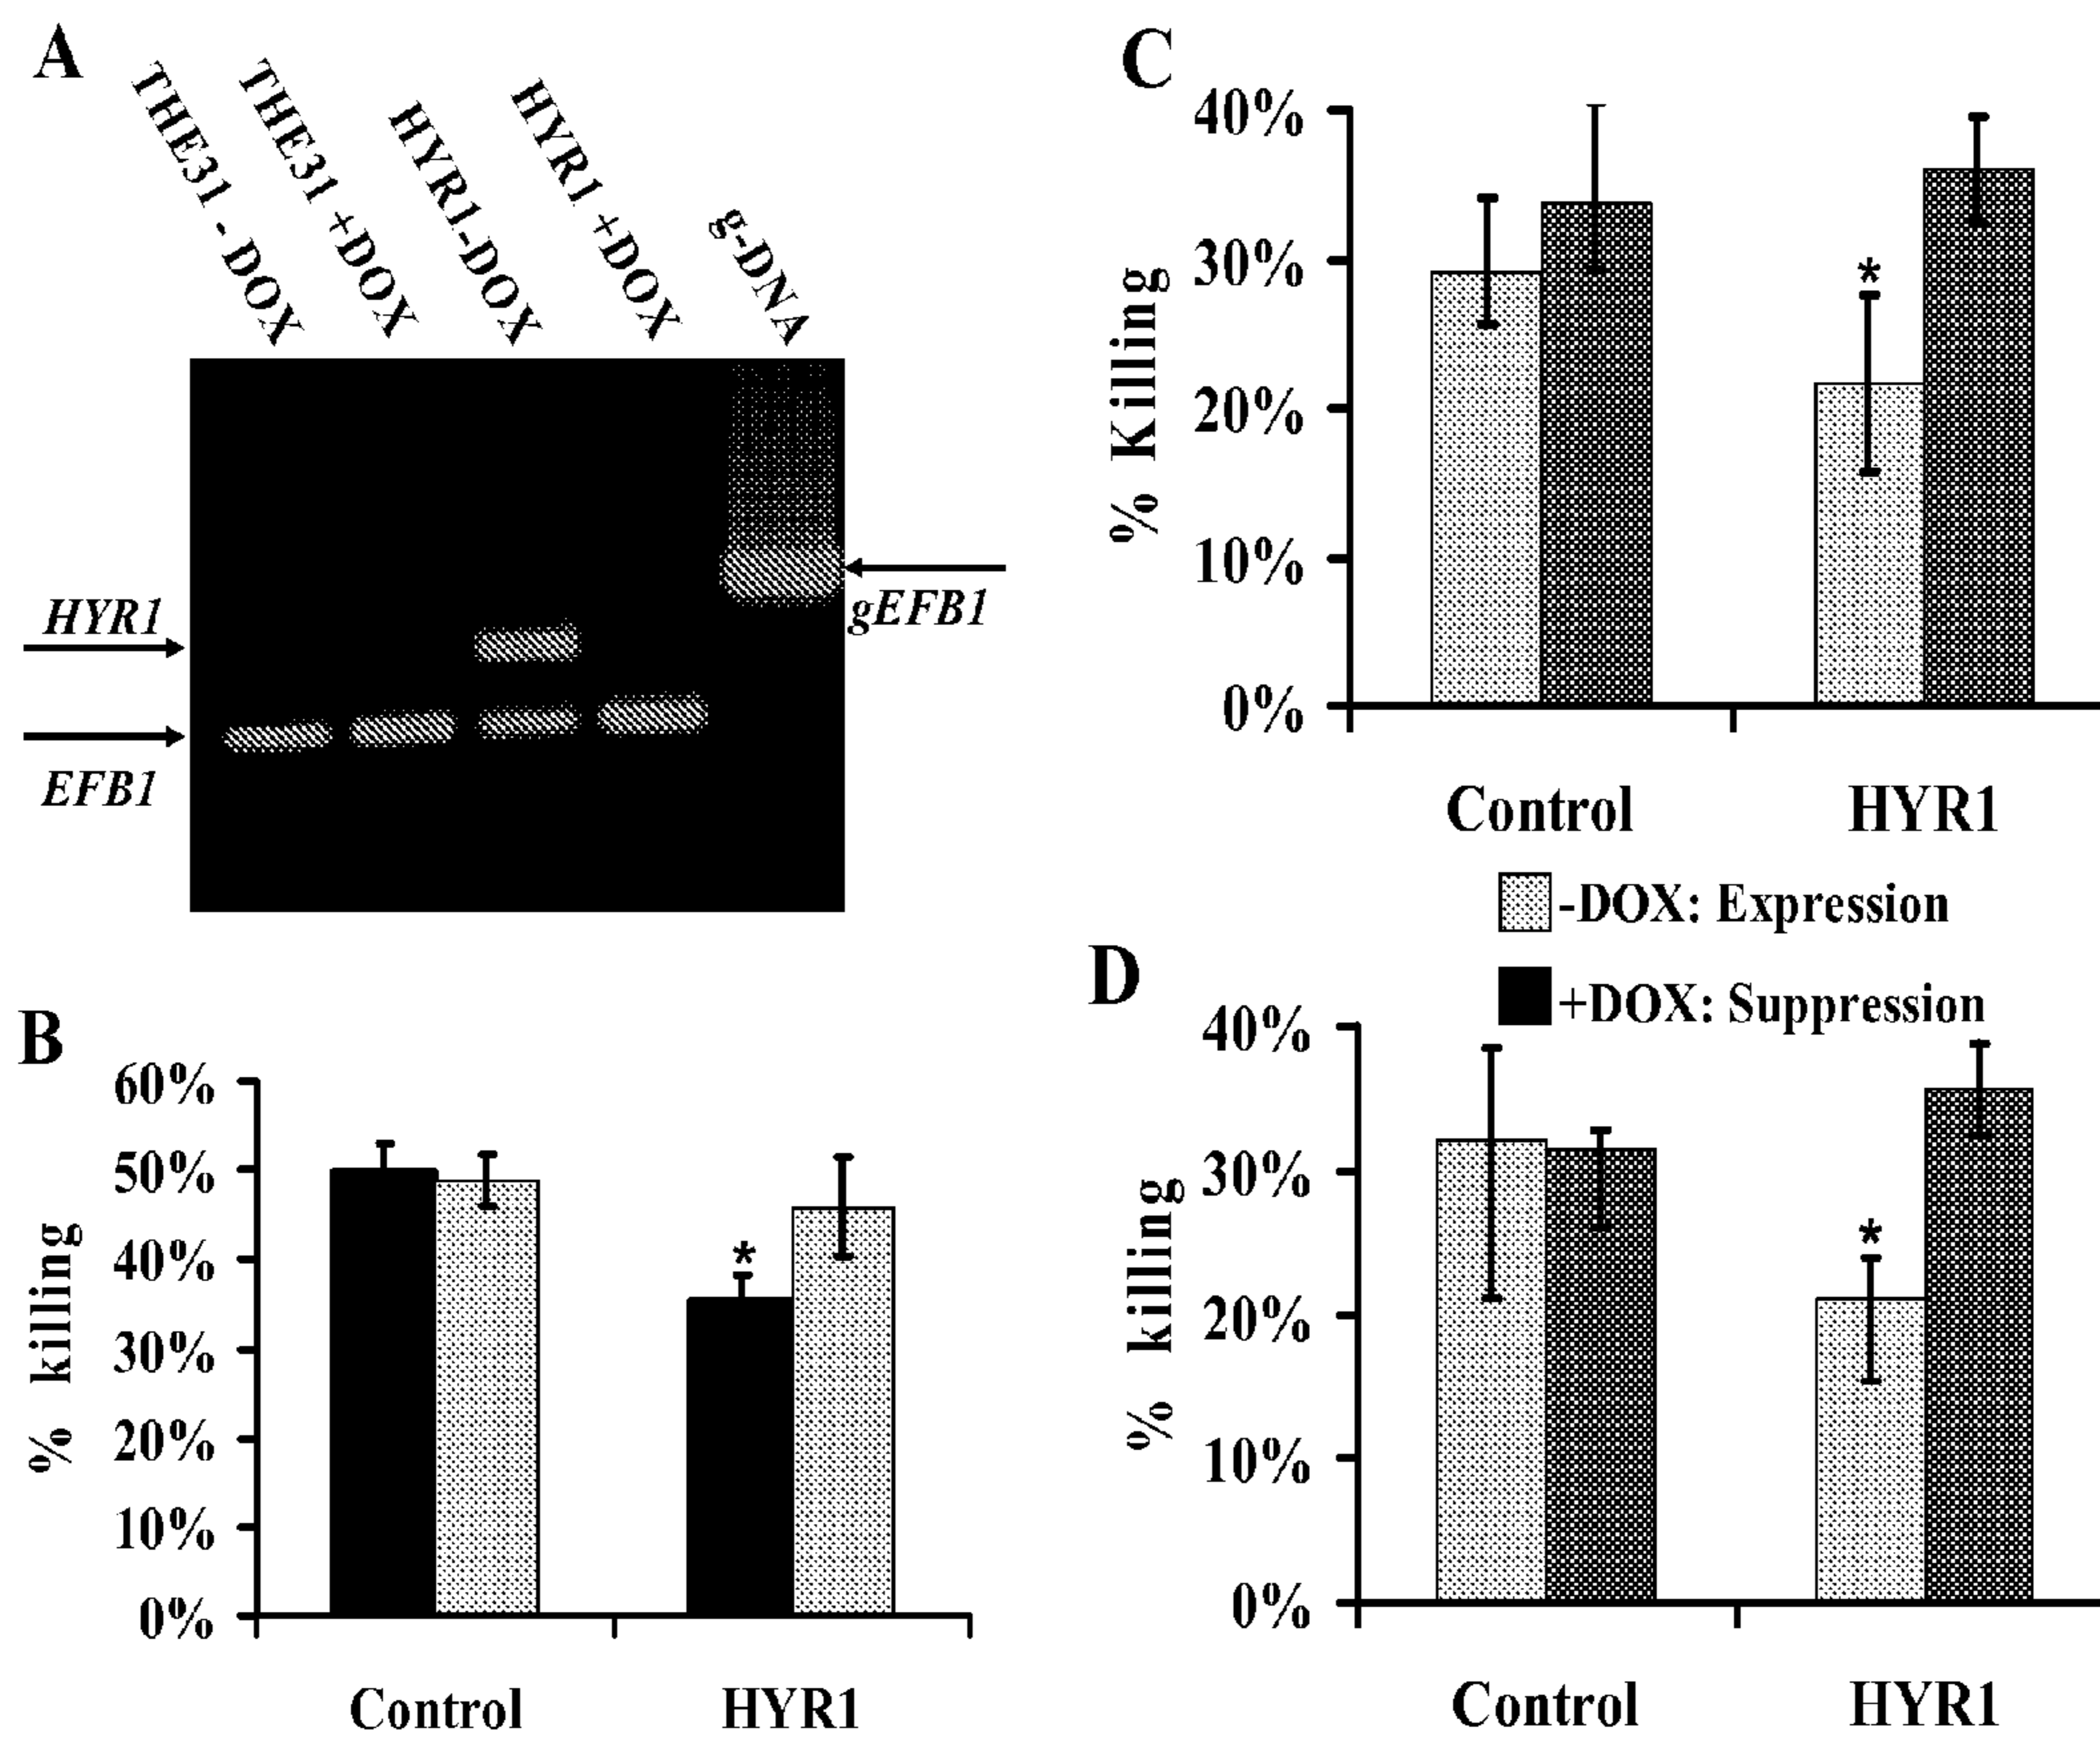 A
THE31 - DOX
THE31 +DOX
HYR1-DOX
HYR1 +DOX
g-DNA
HYR1
EFB1
gEFB1
B
60%
50%
40%
30%
20%
10%
0%
% killing
*
Control
HYR1
C
40%
30%
20%
10%
0%
% Killing
*
Control
HYR1
-DOX: Expression
+DOX: Suppression
D
40%
30%
20%
10%
0%
% killing
*
Control
HYR1